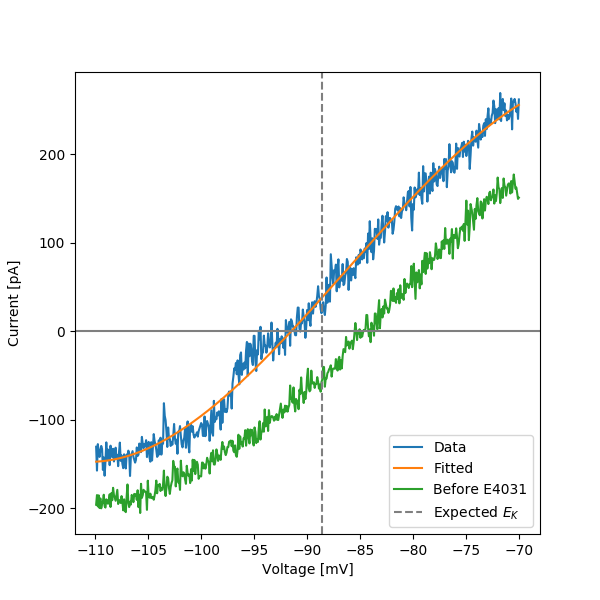 200
100
0
−100
−200
Current [pA]
Data
Fitted
Before E4031
Expected E_K
−110 −105 −100 −95 −90 −85 −80 −75 −70
Voltage [mV]